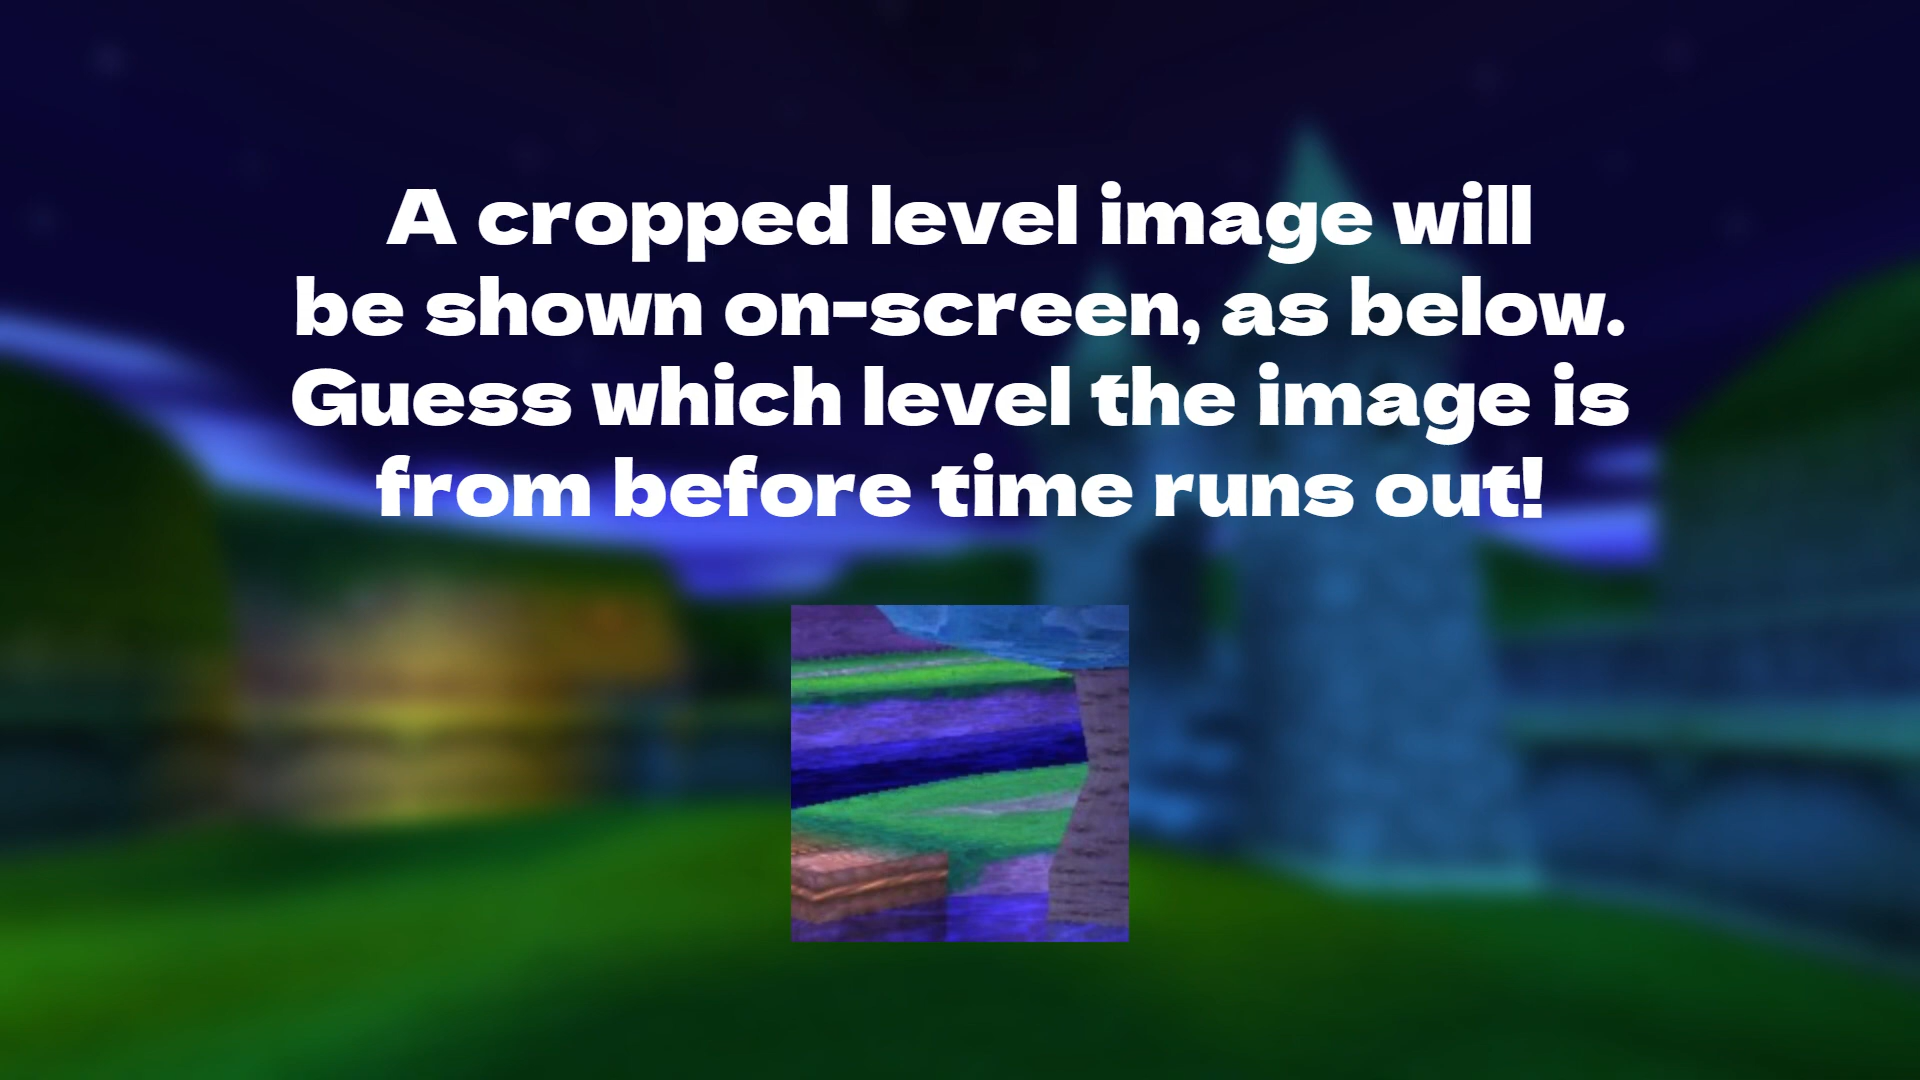 A cropped level image will
be shown on-screen, as below.
Guess which level the image is
from before time runs out!